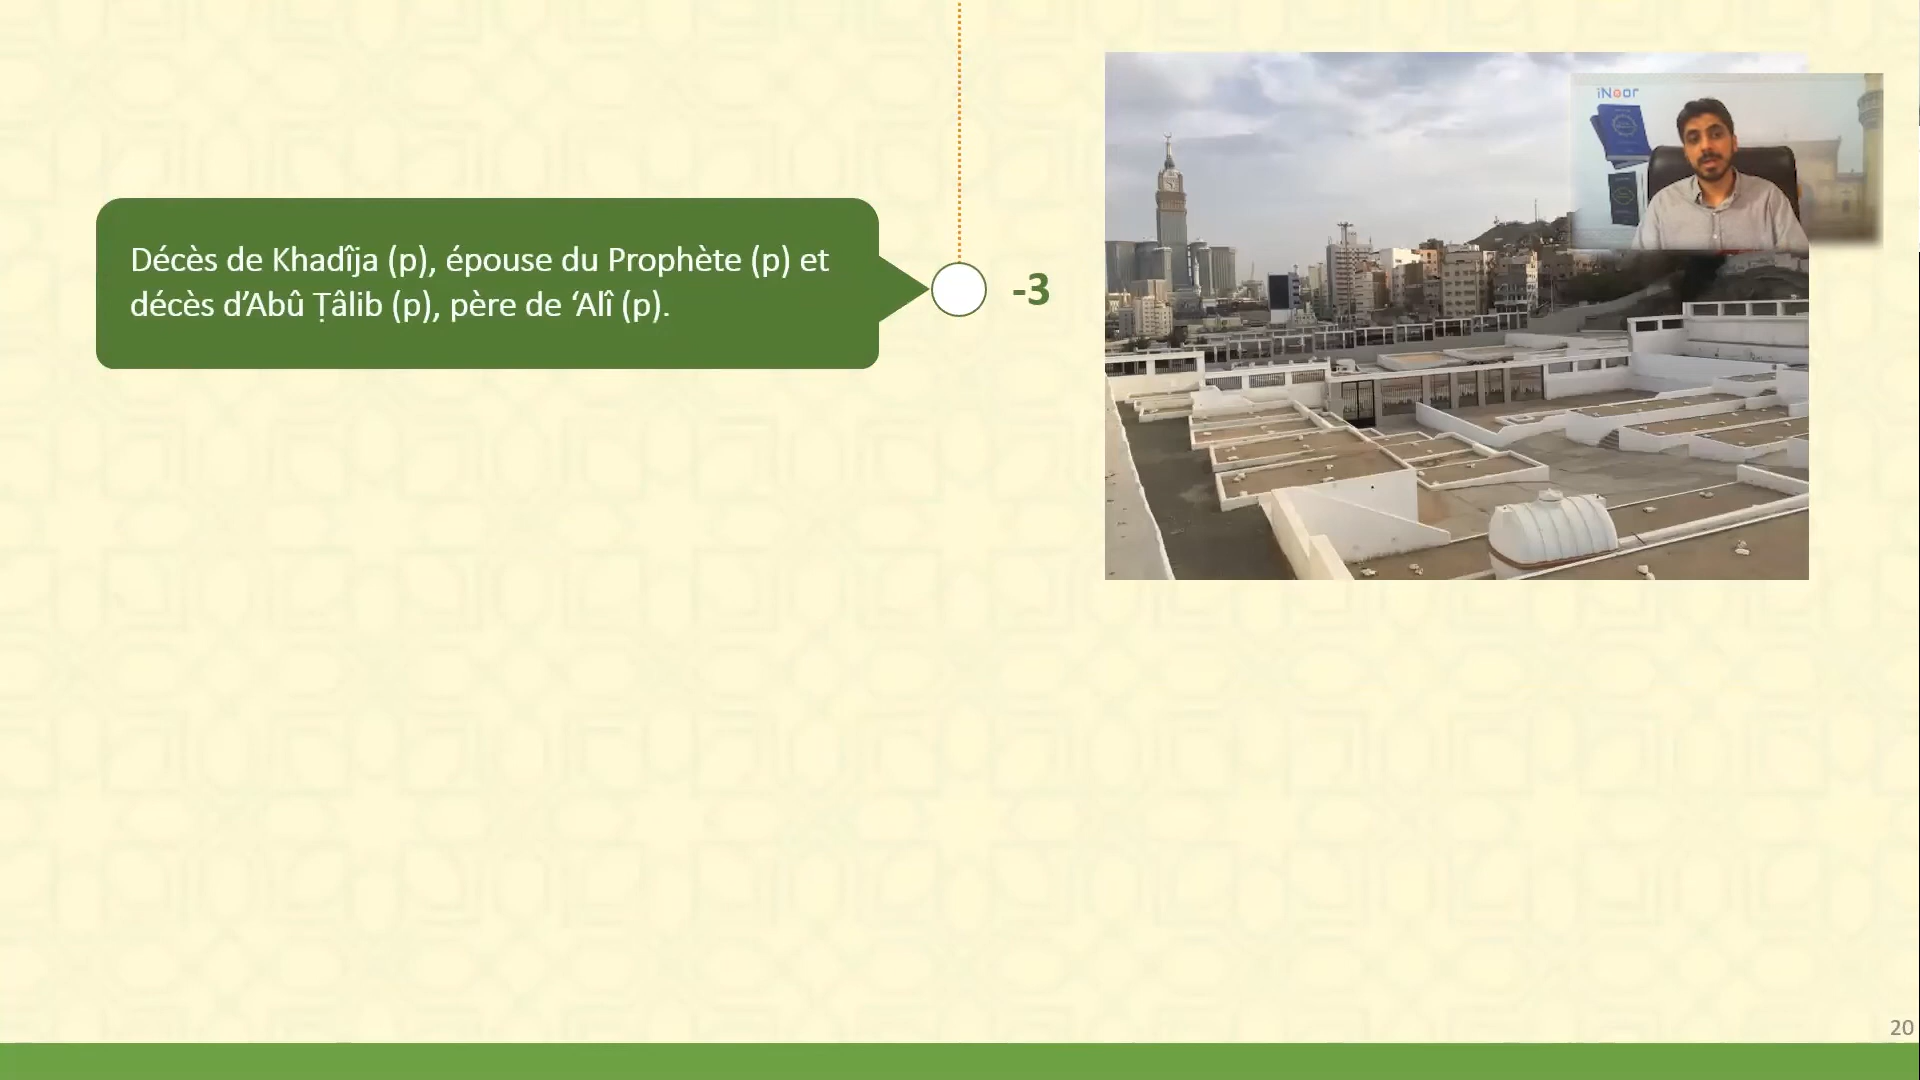 Décès de Khadîja (p), épouse du Prophète (p) et
décès d’Abû Ṭâlib (p), père de ‘Alî (p).
-3
iNoor
20